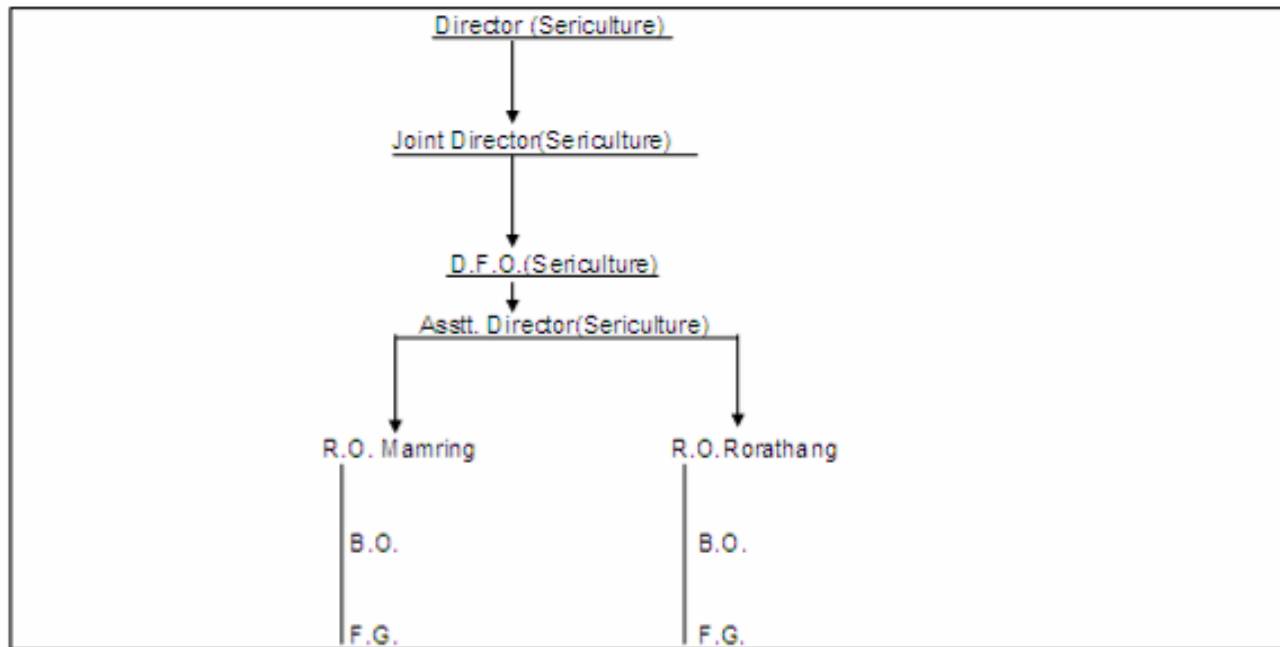 Director (Sericulture)
Joint Director(Sericulture)
D.F.O.(Sericulture)
Asstt. Director(Sericulture)
R.O. Mamring
R.O.Rorathang
B.O.
B.O.
F.G.
F.G.